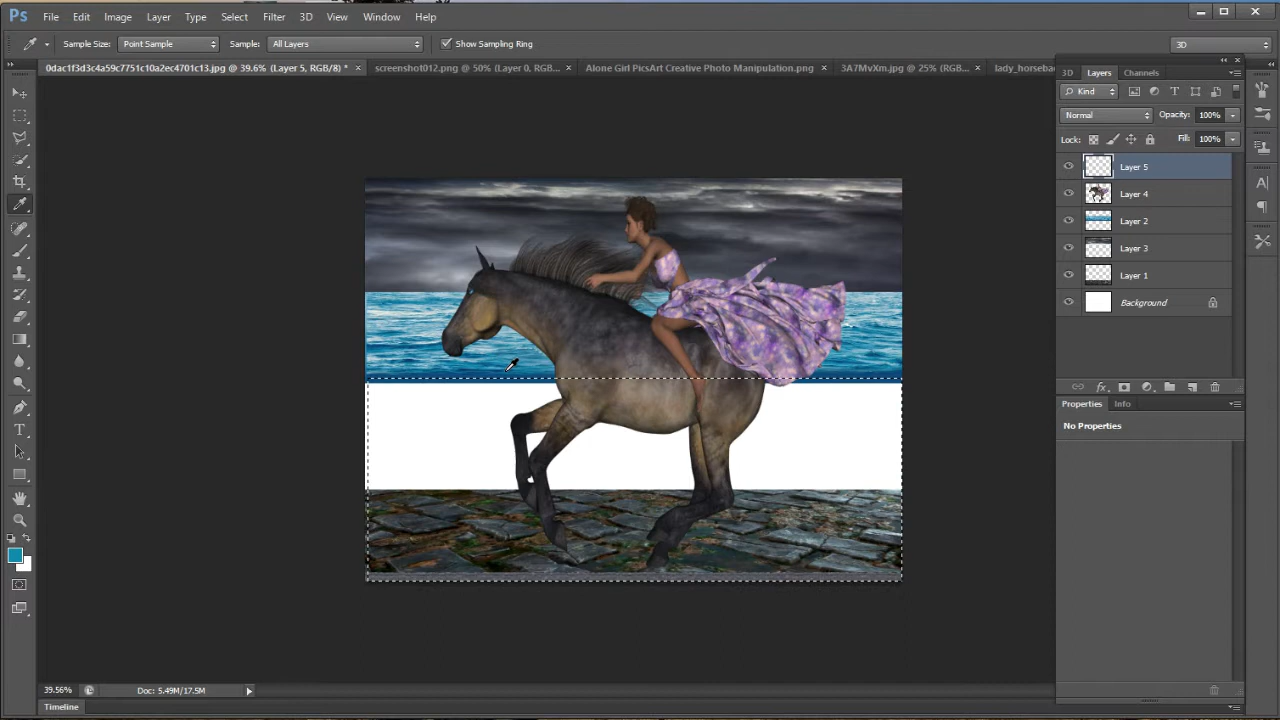 Ps File Edit Image Layer Type Select Filter 3D View Window Help
Sample Size: Point Sample Sample: All Layers Show Sampling Ring 3D
0dac1f3d3c4a59c7751c10a2ec4701c13.jpg @ 39.6% (Layer 5, RGB/8) * × screenshot012.png @ 50% (Layer 0, RGB... × Alone Girl PicsArt Creative Photo Manipulation.png × 3A7MvXm.jpg @ 25% (RGB... × lady_horseba
3D Layers Channels
Kind
Normal Opacity: 100%
Lock: Fill: 100%
Layer 5
Layer 4
Layer 2
Layer 3
Layer 1
Background
Properties Info
No Properties
39.56% Doc: 5.49M/17.5M
Timeline